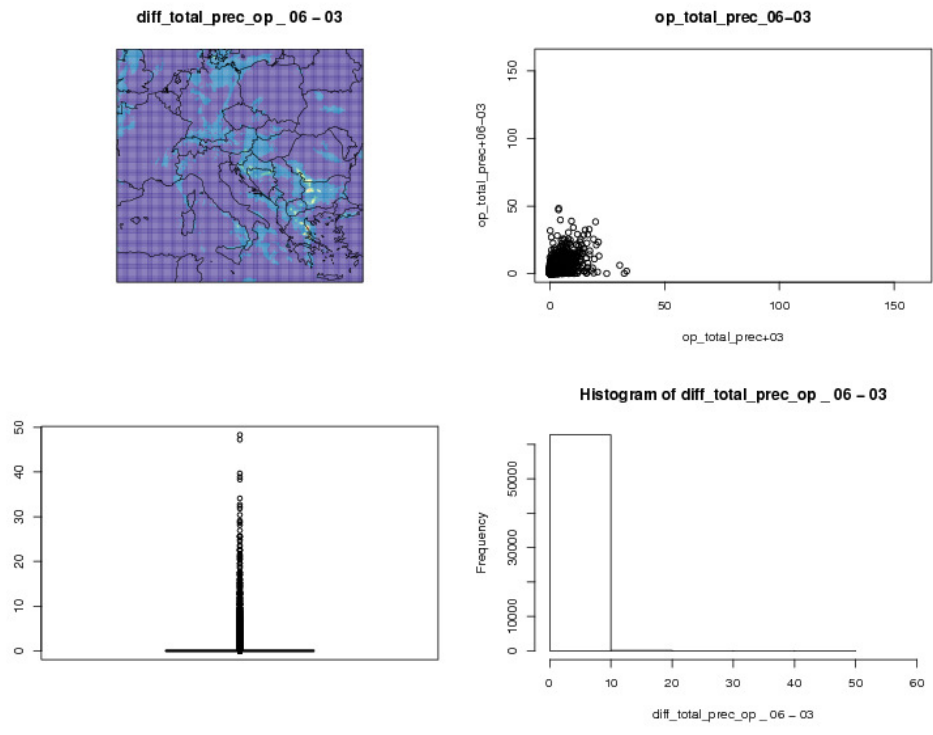 diff_total_prec_op _ 06 – 03
op_total_prec_06–03
150
100
50
0
op_total_prec+06–03
0 50 100 150
op_total_prec+03
50
40
30
20
10
0
Histogram of diff_total_prec_op _ 06 – 03
50000
30000
10000
0
Frequency
0 10 20 30 40 50 60
diff_total_prec_op _ 06 – 03